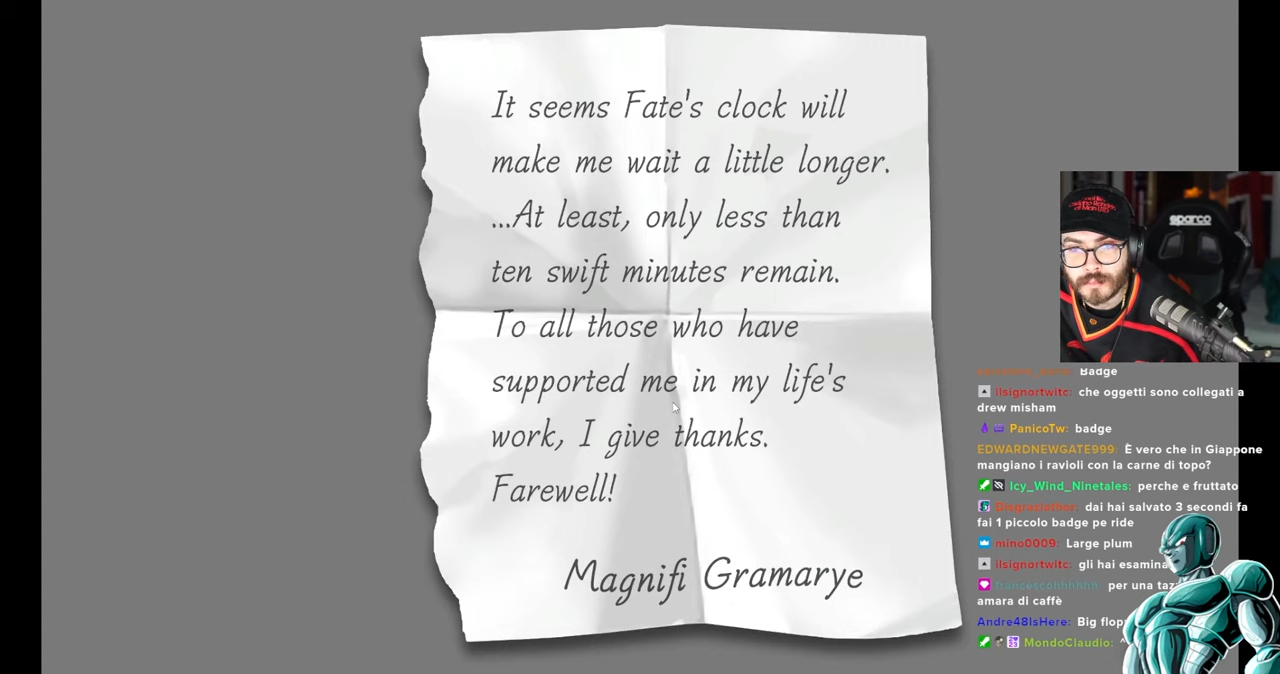 It seems Fate's clock will
make me wait a little longer.
...At least, only less than
ten swift minutes remain.
To all those who have
supported me in my life's
work, I give thanks.
Farewell!
Magnifi Gramarye
sparco
Badge
ilsignortwitc: che oggetti sono collegati a
drew misham
PanicoTw: badge
EDWARDNEWGATE999: È vero che in Giappone
mangiano i ravioli con la carne di topo?
Icy_Wind_Ninetales: perche e fruttato
Disgraziathor: dai hai salvato 3 secondi fa
fai 1 piccolo badge pe ride
mino0009: Large plum
ilsignortwitc: gli hai esamina
per una taz
amara di caffè
Andre48IsHere: Big flop
MondoClaudio: ^